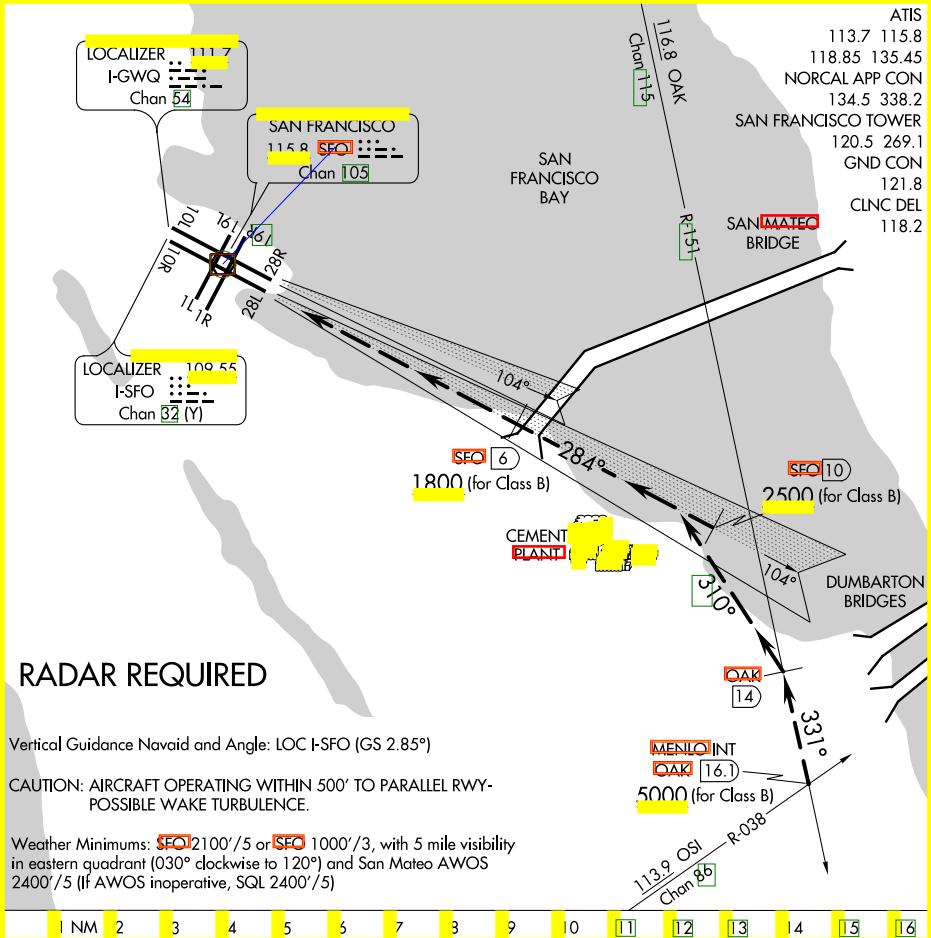 ATIS
113.7 115.8
118.85 135.45
NORCAL APP CON
134.5 338.2
SAN FRANCISCO TOWER
120.5 269.1
GND CON
121.8
CLNC DEL
118.2
LOCALIZER 111.7
I-GWQ
Chan 54
SAN FRANCISCO
115.8 SFO
Chan 105
116.8 OAK
Chan 115
R-151
SAN
FRANCISCO
BAY
SAN MATEO
BRIDGE
10L
10R
19L
19R
28R
28L
1L
1R
LOCALIZER 109.55
I-SFO
Chan 32 (Y)
104°
284°
SFO 6
1800 (for Class B)
SFO 10
2500 (for Class B)
CEMENT
PLANT
104°
310°
DUMBARTON
BRIDGES
OAK
14
331°
MENLO INT
OAK 16.1
5000 (for Class B)
113.9 OSI
Chan 86
R-038
RADAR REQUIRED
Vertical Guidance Navaid and Angle: LOC I-SFO (GS 2.85°)
CAUTION: AIRCRAFT OPERATING WITHIN 500' TO PARALLEL RWY-
POSSIBLE WAKE TURBULENCE.
Weather Minimums: SFO 2100'/5 or SFO 1000'/3, with 5 mile visibility
in eastern quadrant (030° clockwise to 120°) and San Mateo AWOS
2400'/5 (If AWOS inoperative, SQL 2400'/5)
1 NM 2 3 4 5 6 7 8 9 10 11 12 13 14 15 16